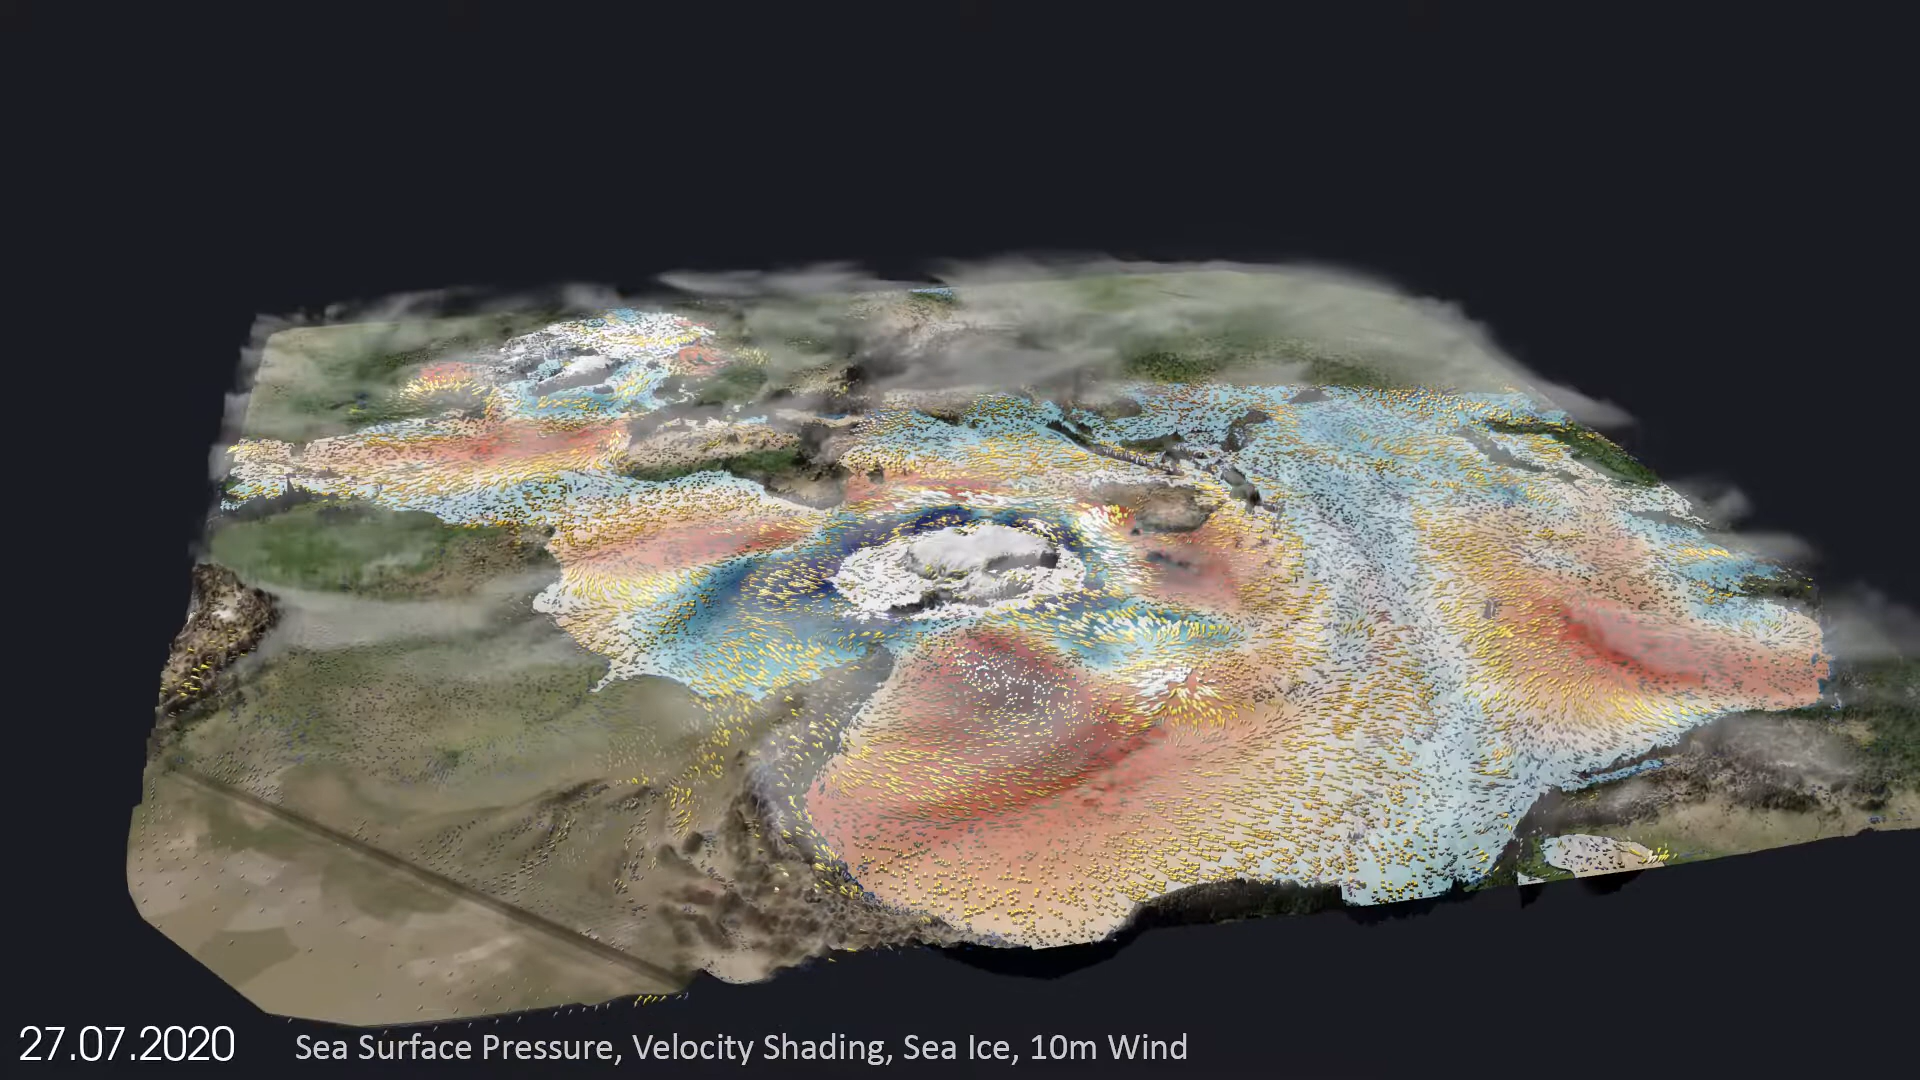 27.07.2020 Sea Surface Pressure, Velocity Shading, Sea Ice, 10m Wind